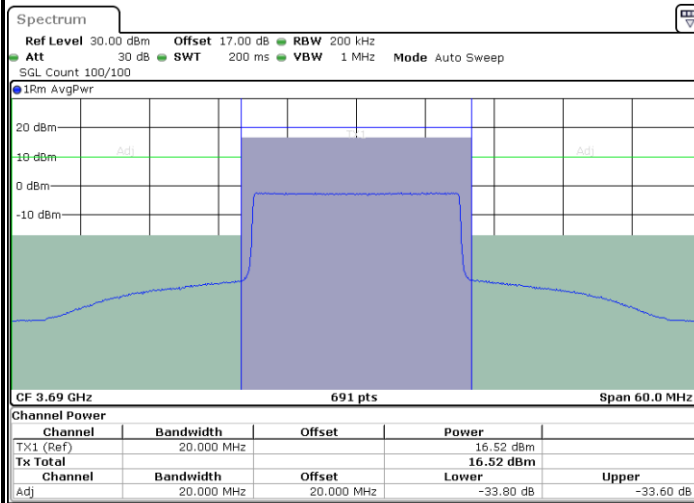 Spectrum
Ref Level 30.00 dBm Offset 17.00 dB RBW 200 kHz
Att 30 dB SWT 200 ms VBW 1 MHz Mode Auto Sweep
SGL Count 100/100
1Rm AvgPwr
20 dBm
TX1
10 dBm
Adj
Adj
0 dBm
-10 dBm
CF 3.69 GHz 691 pts Span 60.0 MHz
Channel Power
Channel Bandwidth Offset Power
TX1 (Ref) 20.000 MHz 16.52 dBm
Tx Total 16.52 dBm
Channel Bandwidth Offset Lower Upper
Adj 20.000 MHz 20.000 MHz -33.80 dB -33.60 dB